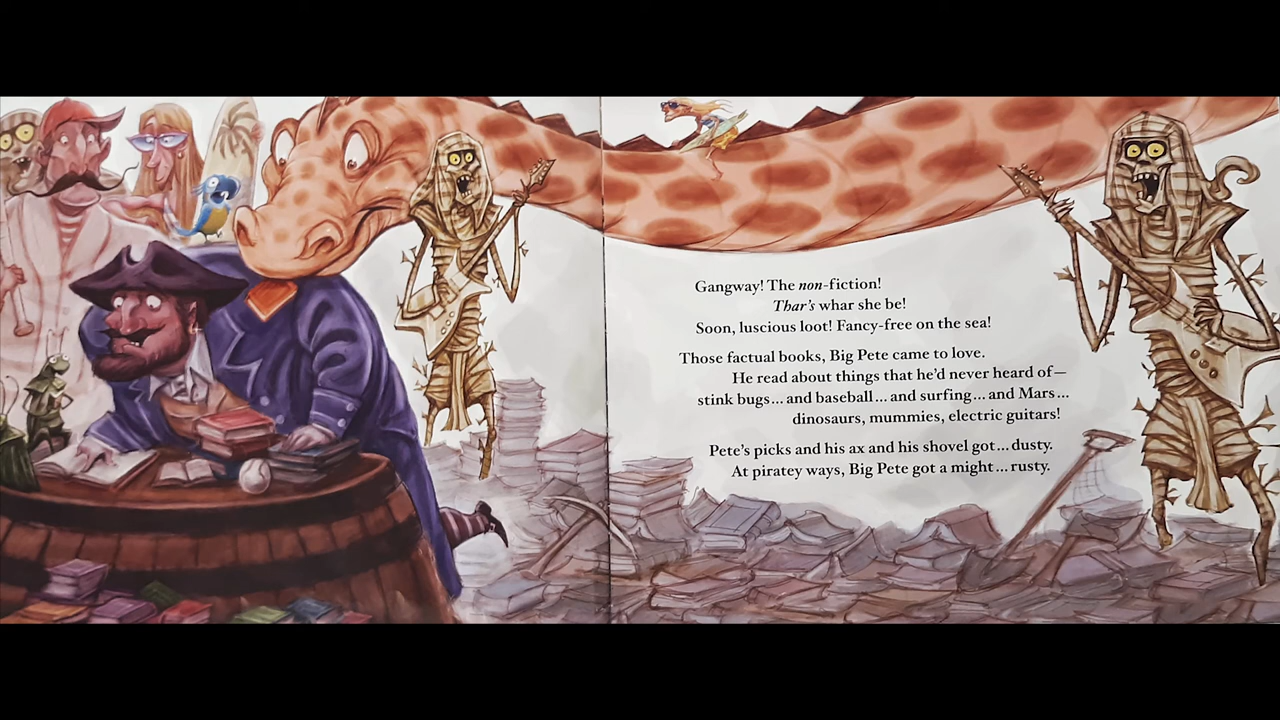 Gangway! The non-fiction!
Thar's whar she be!
Soon, luscious loot! Fancy-free on the sea!
Those factual books, Big Pete came to love.
He read about things that he'd never heard of—
stink bugs... and baseball... and surfing... and Mars...
dinosaurs, mummies, electric guitars!
Pete's picks and his ax and his shovel got... dusty.
At piratey ways, Big Pete got a might... rusty.